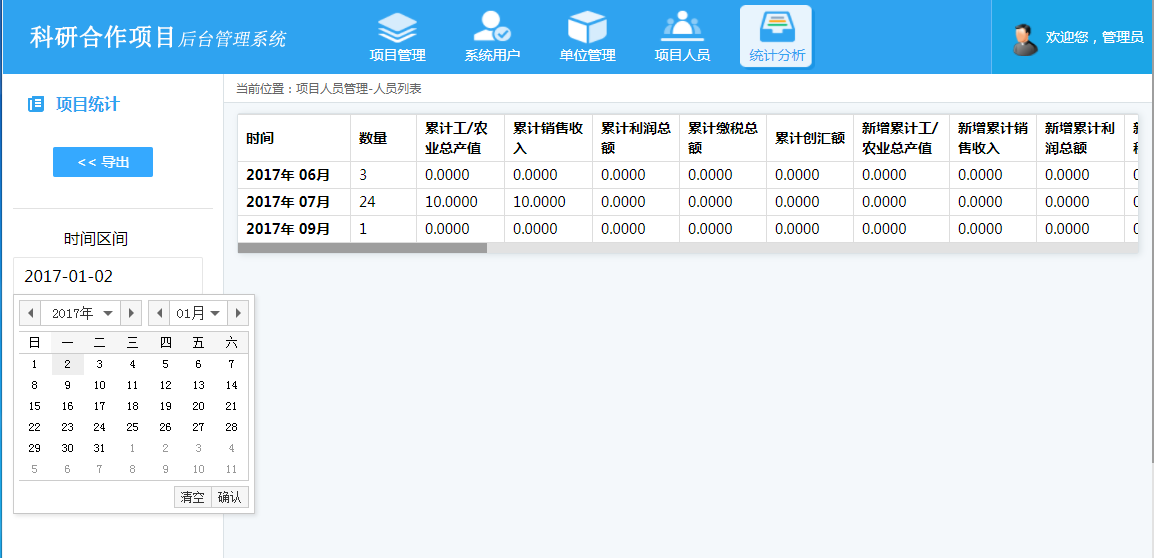 科研合作项目后台管理系统
项目管理 系统用户 单位管理 项目人员 统计分析
欢迎您，管理员
项目统计
<< 导出
时间区间
2017-01-02
2017年 01月
日 一 二 三 四 五 六
1 2 3 4 5 6 7
8 9 10 11 12 13 14
15 16 17 18 19 20 21
22 23 24 25 26 27 28
29 30 31 1 2 3 4
5 6 7 8 9 10 11
清空 确认
当前位置：项目人员管理-人员列表
时间 数量 累计工/农业总产值 累计销售收入 累计利润总额 累计缴税总额 累计创汇额 新增累计工/农业总产值 新增累计销售收入 新增累计利润总额
2017年 06月 3 0.0000 0.0000 0.0000 0.0000 0.0000 0.0000 0.0000 0.0000
2017年 07月 24 10.0000 10.0000 0.0000 0.0000 0.0000 0.0000 0.0000 0.0000
2017年 09月 1 0.0000 0.0000 0.0000 0.0000 0.0000 0.0000 0.0000 0.0000